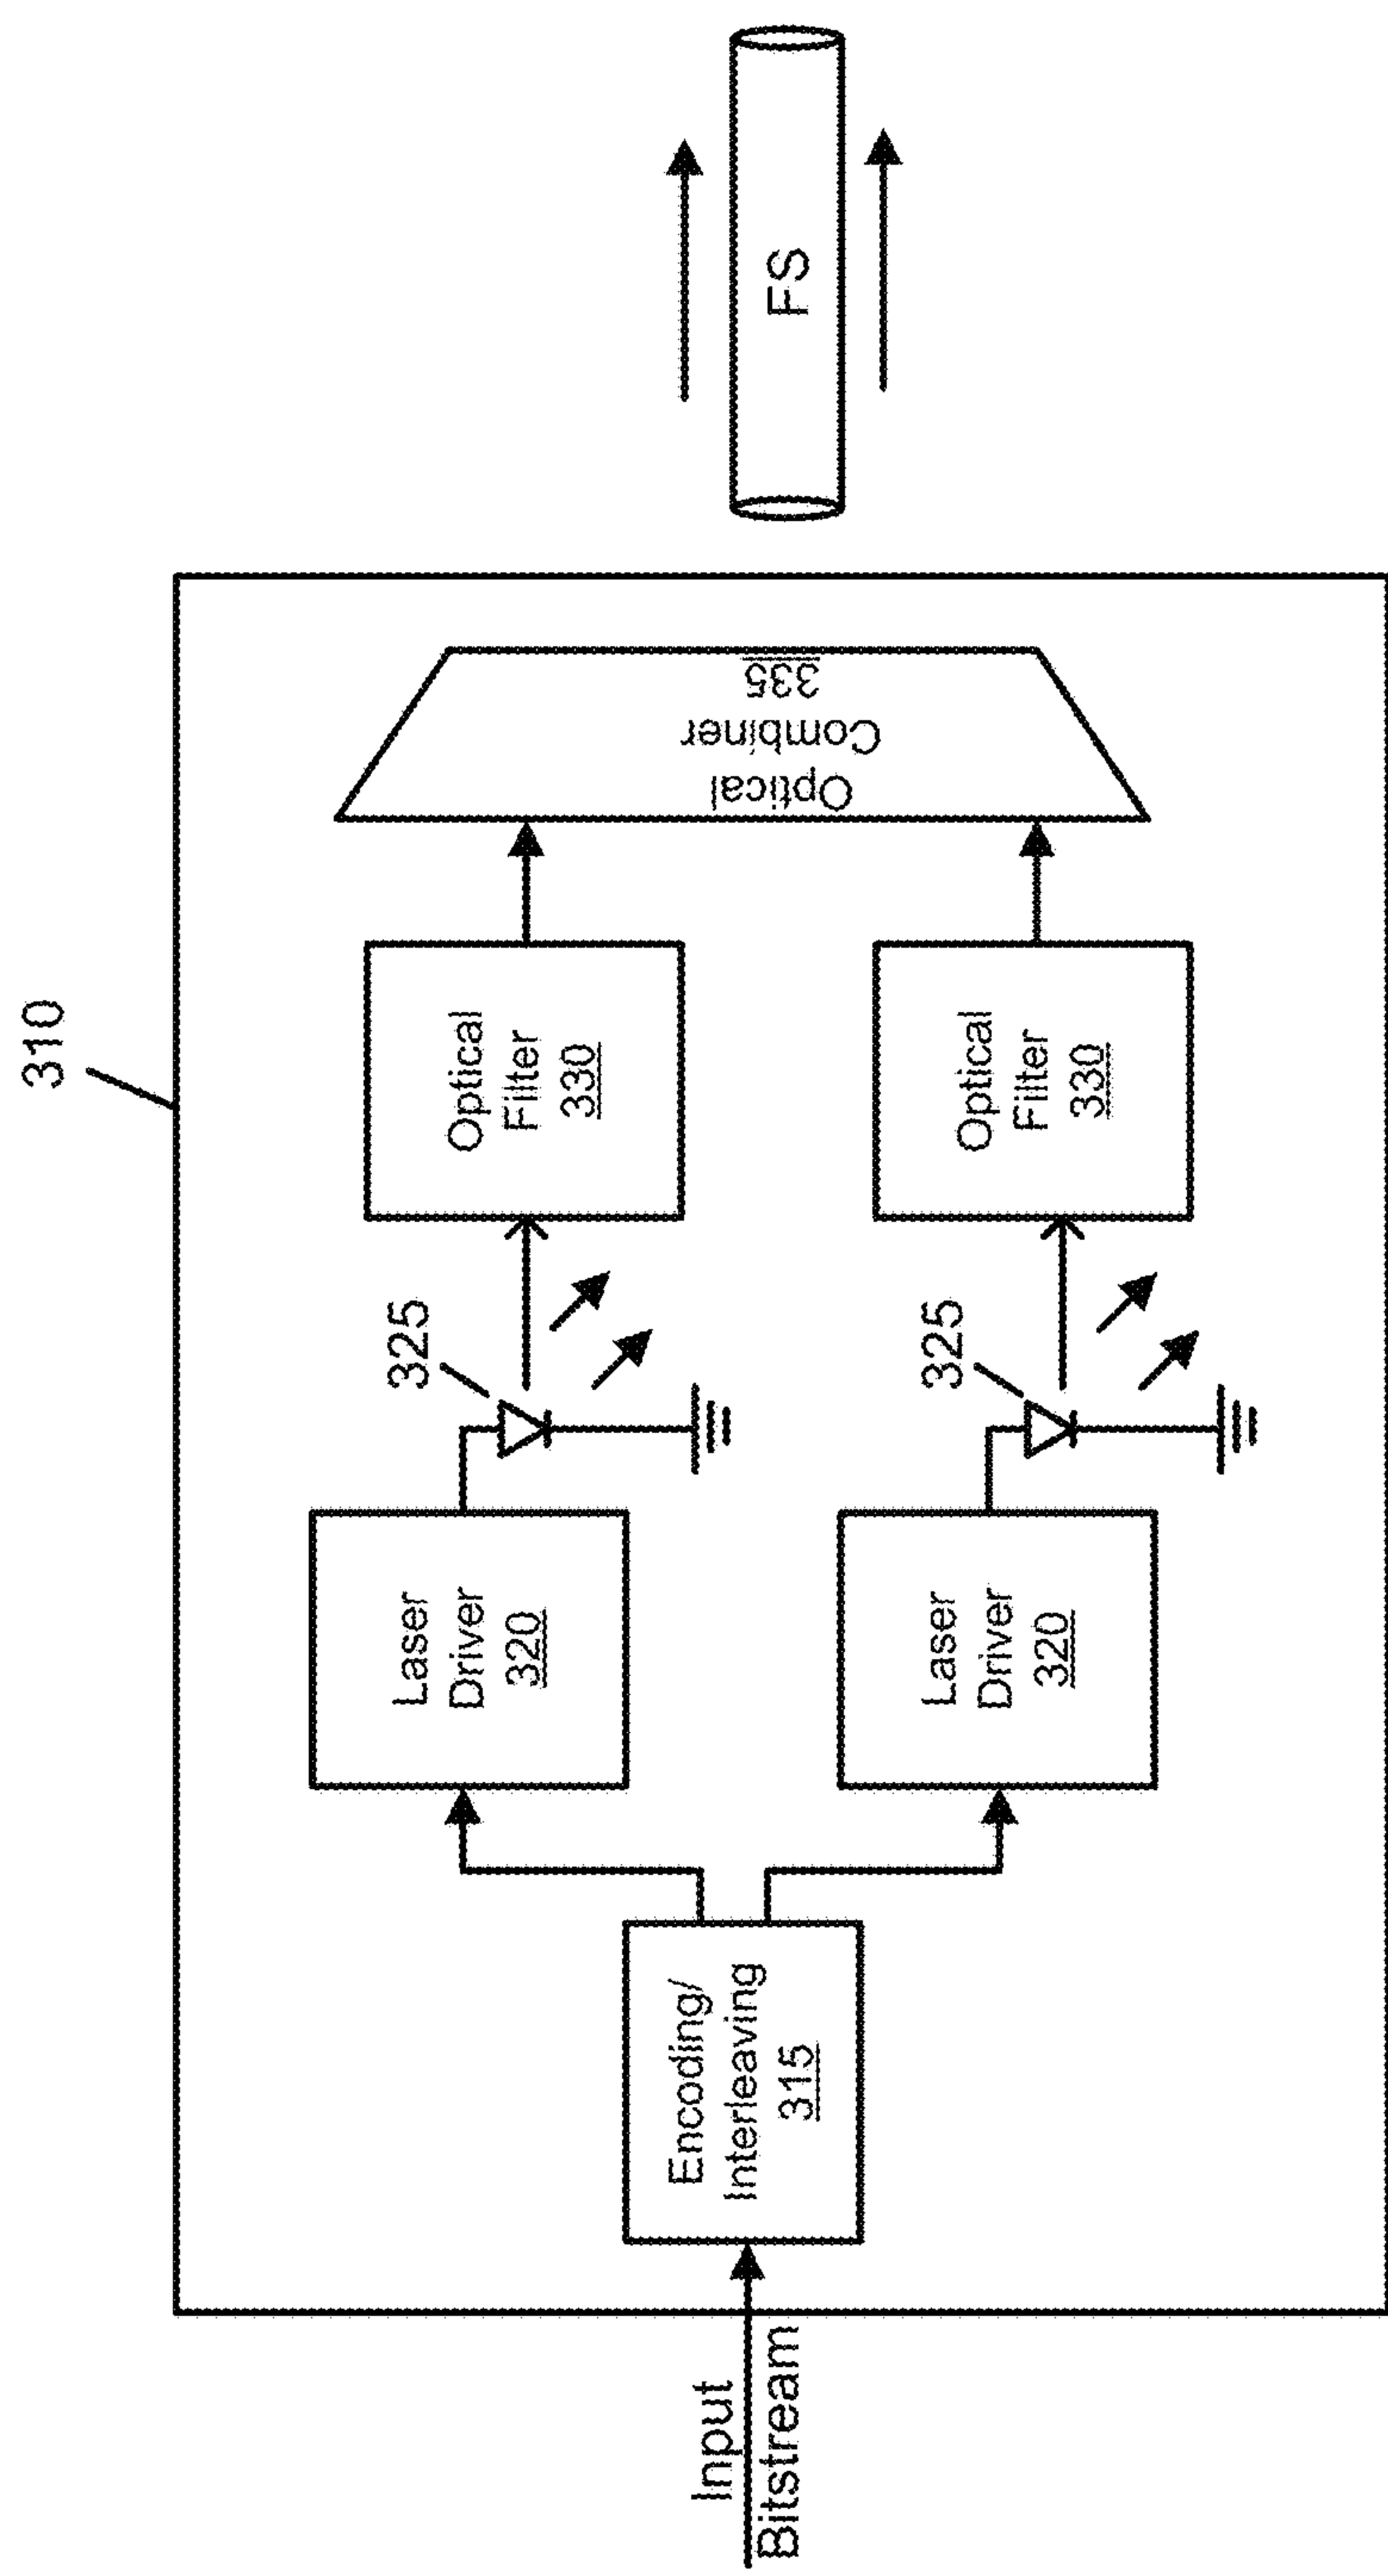 310
Input
Bitstream
Encoding/
Interleaving
315
Laser
Driver
320
325
Optical
Filter
330
Laser
Driver
320
325
Optical
Filter
330
Optical
Combiner
335
FS